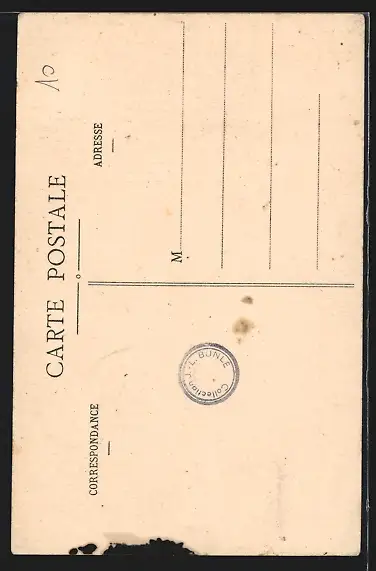 10
CARTE POSTALE
CORRESPONDANCE
ADRESSE
M
Collection J.-L. BUNLE